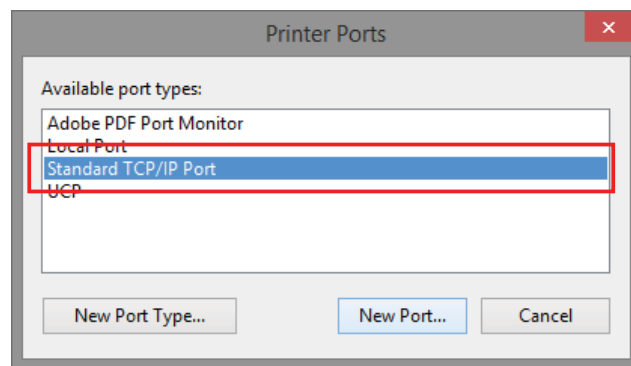 Printer Ports
Available port types:
Adobe PDF Port Monitor
Local Port
Standard TCP/IP Port
UCP
New Port Type...
New Port...
Cancel